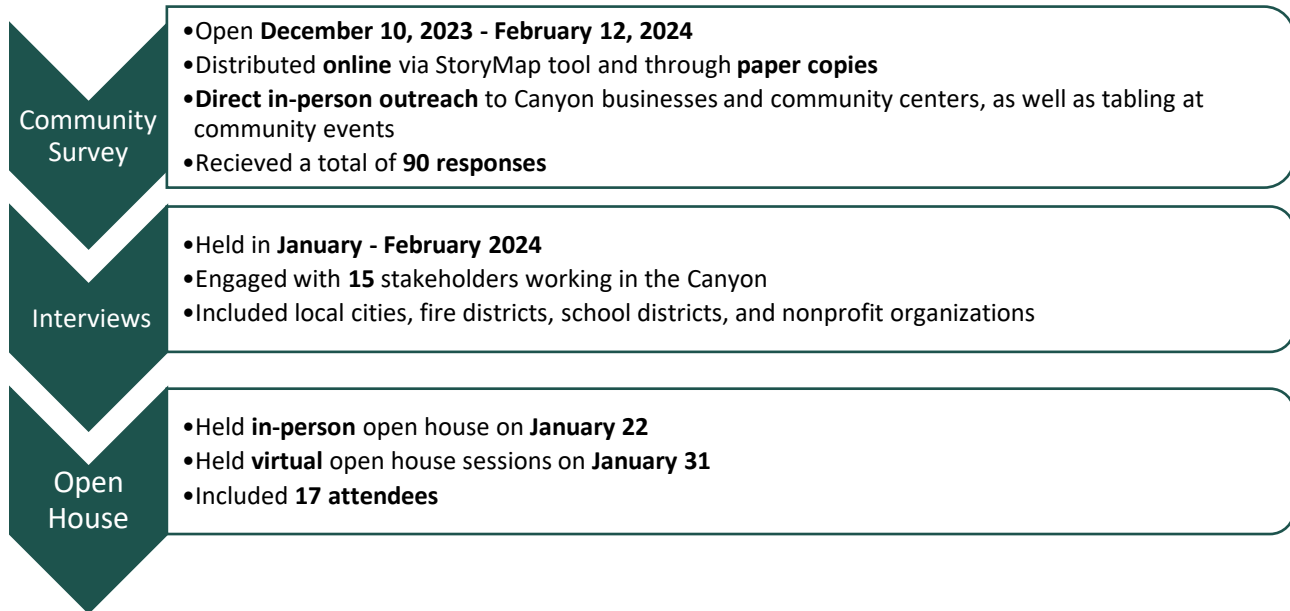 Community
Survey
•Open December 10, 2023 - February 12, 2024
•Distributed online via StoryMap tool and through paper copies
•Direct in-person outreach to Canyon businesses and community centers, as well as tabling at
community events
•Recieved a total of 90 responses
Interviews
•Held in January - February 2024
•Engaged with 15 stakeholders working in the Canyon
•Included local cities, fire districts, school districts, and nonprofit organizations
Open
House
•Held in-person open house on January 22
•Held virtual open house sessions on January 31
•Included 17 attendees